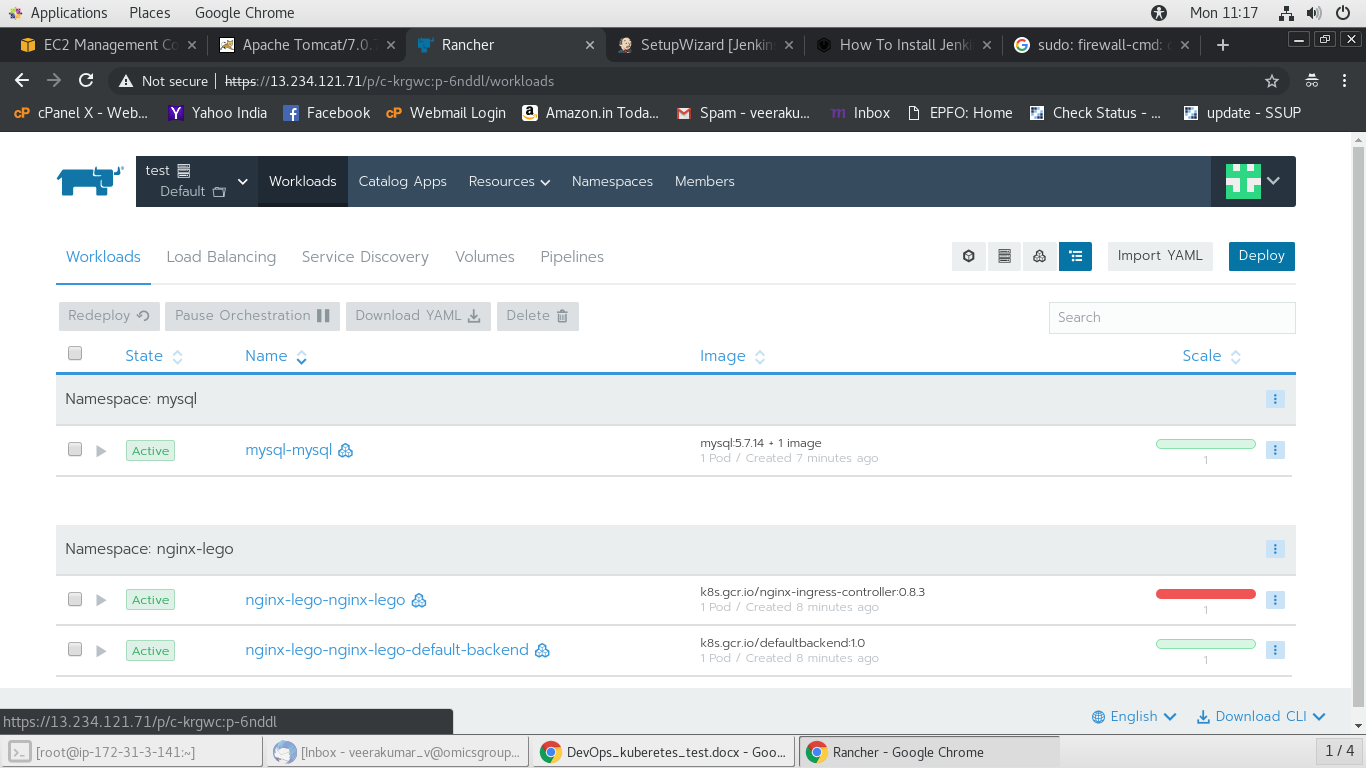 Applications Places Google Chrome Mon 11:17
EC2 Management Co Apache Tomcat/7.0.7 Rancher SetupWizard [Jenkin How To Install Jenki sudo: firewall-cmd: c
Not secure https://13.234.121.71/p/c-krgwc:p-6nddl/workloads
cPanel X - Web... Yahoo India Facebook Webmail Login Amazon.in Toda... Spam - veeraku... Inbox EPFO: Home Check Status - ... update - SSUP
test
Default
Workloads Catalog Apps Resources Namespaces Members
Workloads Load Balancing Service Discovery Volumes Pipelines Import YAML Deploy
Redeploy Pause Orchestration Download YAML Delete Search
State Name Image Scale
Namespace: mysql
Active mysql-mysql mysql:5.7.14 + 1 image
1 Pod / Created 7 minutes ago 1
Namespace: nginx-lego
Active nginx-lego-nginx-lego k8s.gcr.io/nginx-ingress-controller:0.8.3
1 Pod / Created 8 minutes ago 1
Active nginx-lego-nginx-lego-default-backend k8s.gcr.io/defaultbackend:1.0
1 Pod / Created 8 minutes ago 1
English Download CLI
https://13.234.121.71/p/c-krgwc:p-6nddl
[root@ip-172-31-3-141:~] [Inbox - veerakumar_v@omicsgroup... DevOps_kuberetes_test.docx - Goo... Rancher - Google Chrome 1 / 4